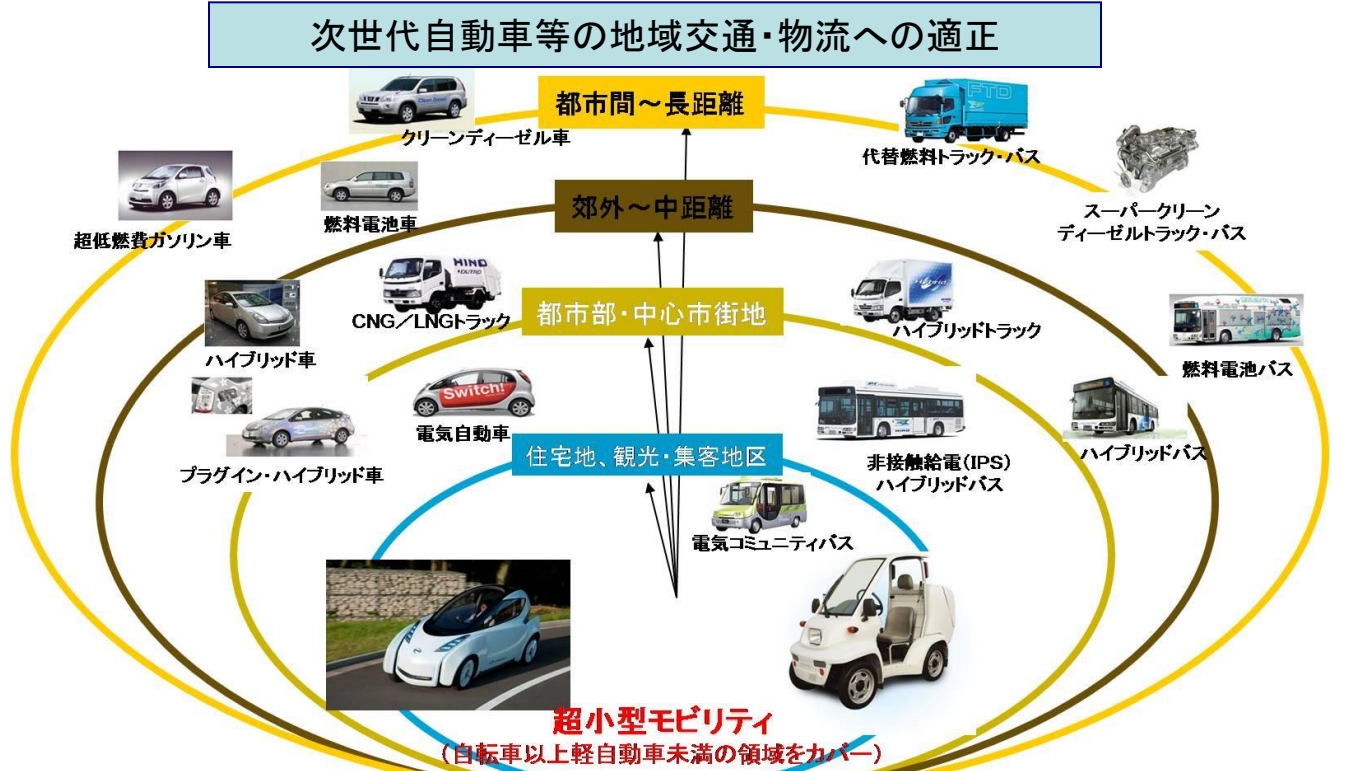 次世代自動車等の地域交通・物流への適正
都市間～長距離
クリーンディーゼル車
FTD
代替燃料トラック・バス
超低燃費ガソリン車
燃料電池車
郊外～中距離
スーパークリーン
ディーゼルトラック・バス
HINO
DUTRO
CNG／LNGトラック
都市部・中心市街地
Hybrid
ハイブリッドトラック
ハイブリッド車
燃料電池バス
Switch!
電気自動車
プラグイン・ハイブリッド車
住宅地、観光・集客地区
非接触給電(IPS)
ハイブリッドバス
ハイブリッドバス
電気コミュニティバス
超小型モビリティ
(自転車以上軽自動車未満の領域をカバー)